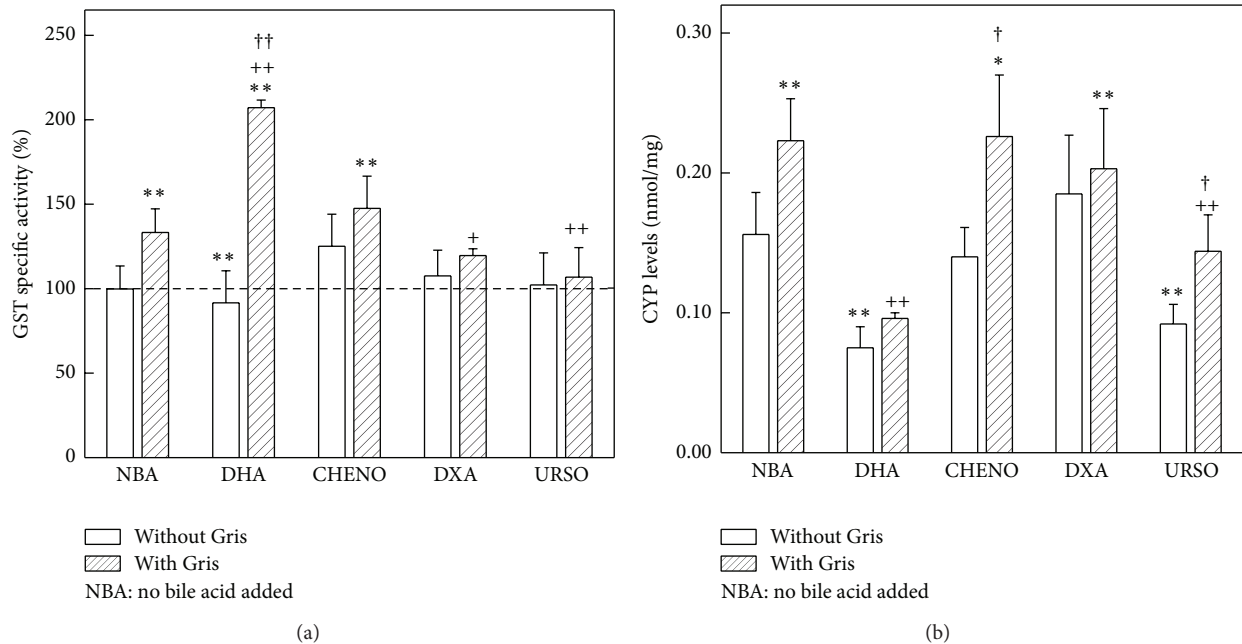 250
200
150
100
50
0
GST specific activity (%)
**
**
††
++
**
**
+
++
NBA DHA CHENO DXA URSO
Without Gris
With Gris
NBA: no bile acid added
(a)
0.30
0.20
0.10
0.00
CYP levels (nmol/mg)
**
**
++
†
*
**
**
†
++
NBA DHA CHENO DXA URSO
Without Gris
With Gris
NBA: no bile acid added
(b)